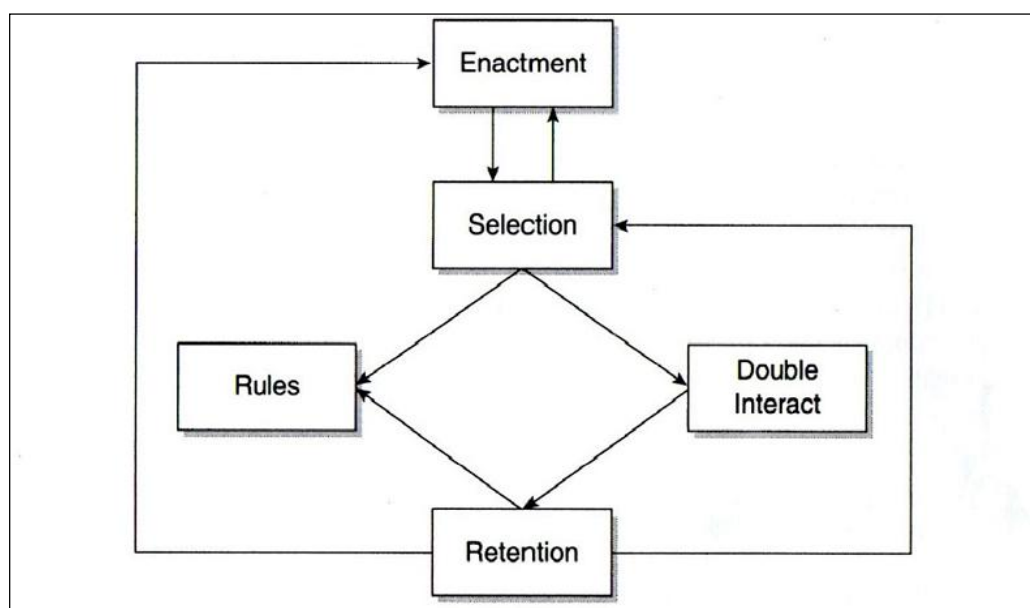 Enactment
Selection
Rules
Double
Interact
Retention